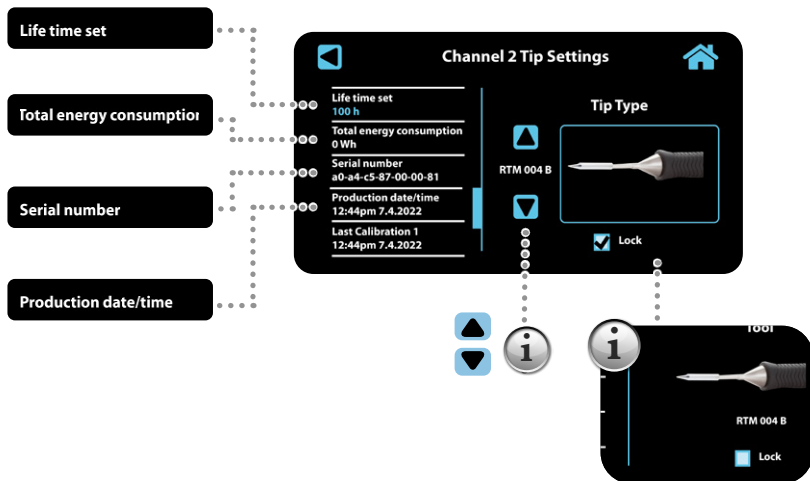 Life time set
Total energy consumption
Serial number
Production date/time
Channel 2 Tip Settings
Life time set
100 h
Total energy consumption
0 Wh
Serial number
a0-a4-c5-87-00-00-81
Production date/time
12:44pm 7.4.2022
Last Calibration 1
12:44pm 7.4.2022
RTM 004 B
Tip Type
Lock
i
i
Tool
RTM 004 B
Lock